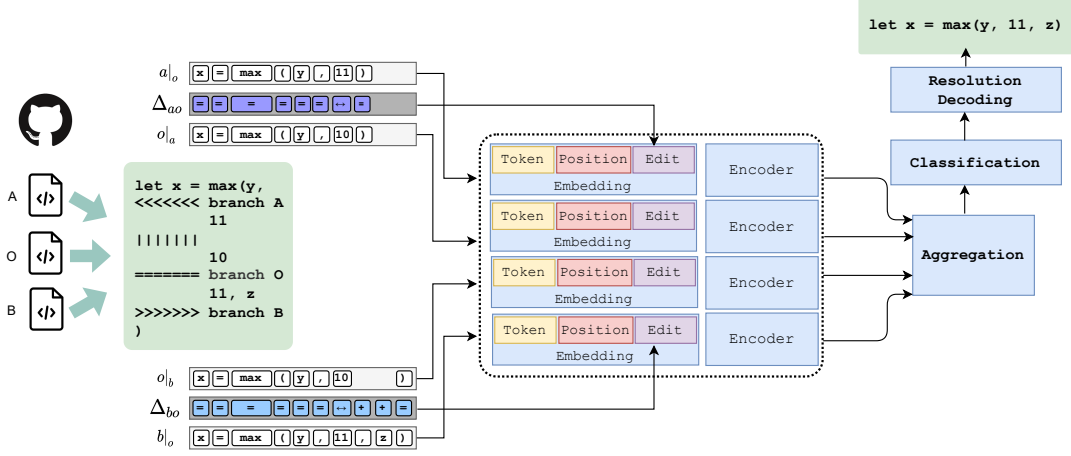 let x = max(y, 11, z)
Resolution
Decoding
Classification
Aggregation
a|o x = max ( y , 11 )
Δao = = = = = = ↔ =
o|a x = max ( y , 10 )
A
O
B
let x = max(y,
<<<<<<< branch A
11
|||||||
10
======= branch O
11, z
>>>>>>> branch B
)
Token Position Edit
Embedding
Encoder
Token Position Edit
Embedding
Encoder
Token Position Edit
Embedding
Encoder
Token Position Edit
Embedding
Encoder
o|b x = max ( y , 10 )
Δbo = = = = = = ↔ + + =
b|o x = max ( y , 11 , z )